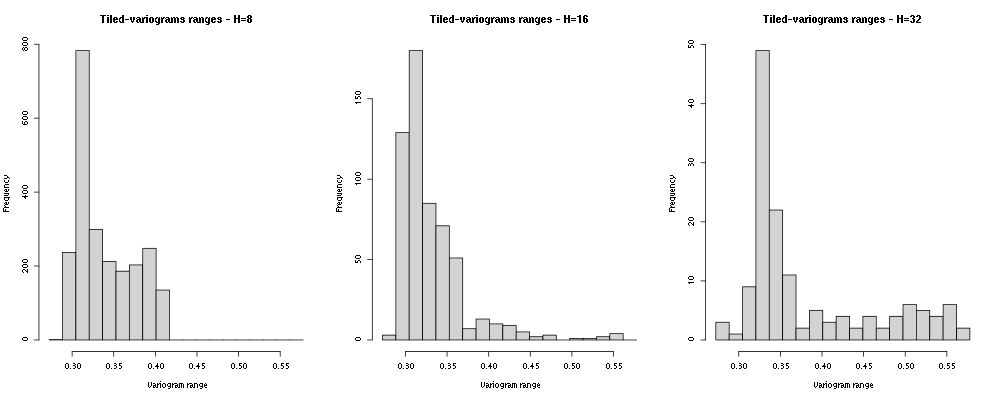 Tiled-variograms ranges - H=8
Frequency
800
600
400
200
0
0.30 0.35 0.40 0.45 0.50 0.55
Variogram range
Tiled-variograms ranges - H=16
Frequency
150
100
50
0
0.30 0.35 0.40 0.45 0.50 0.55
Variogram range
Tiled-variograms ranges - H=32
Frequency
50
40
30
20
10
0
0.30 0.35 0.40 0.45 0.50 0.55
Variogram range